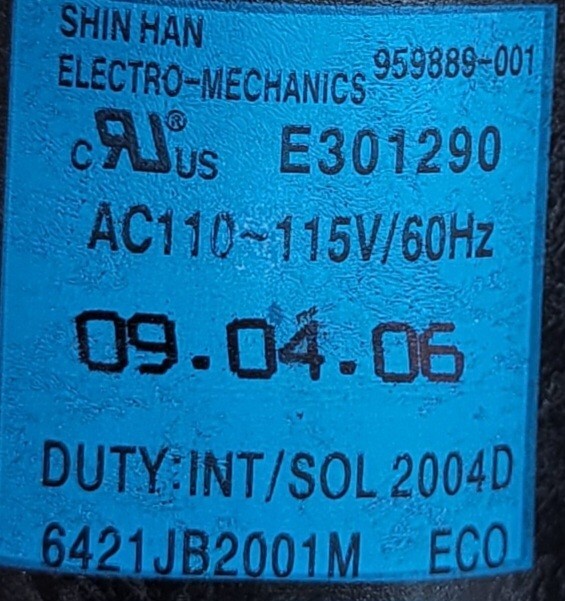 SHIN HAN
ELECTRO-MECHANICS 959889-001
C RU® US E301290
AC110~115V/60Hz
09.04.06
DUTY:INT/SOL 2004D
6421JB2001M ECO